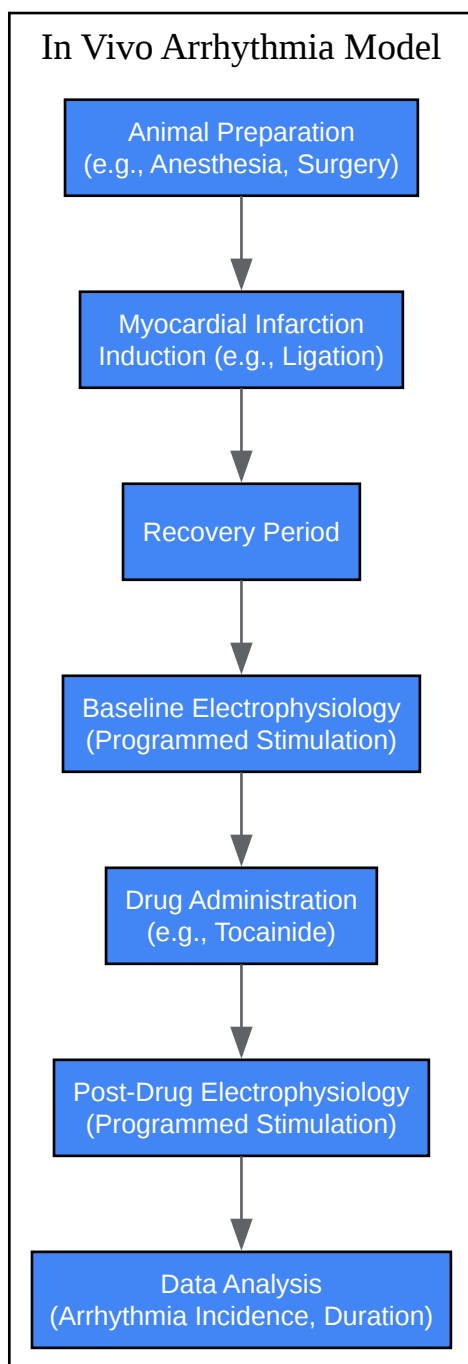 In Vivo Arrhythmia Model
Animal Preparation
(e.g., Anesthesia, Surgery)
Myocardial Infarction
Induction (e.g., Ligation)
Recovery Period
Baseline Electrophysiology
(Programmed Stimulation)
Drug Administration
(e.g., Tocainide)
Post-Drug Electrophysiology
(Programmed Stimulation)
Data Analysis
(Arrhythmia Incidence, Duration)